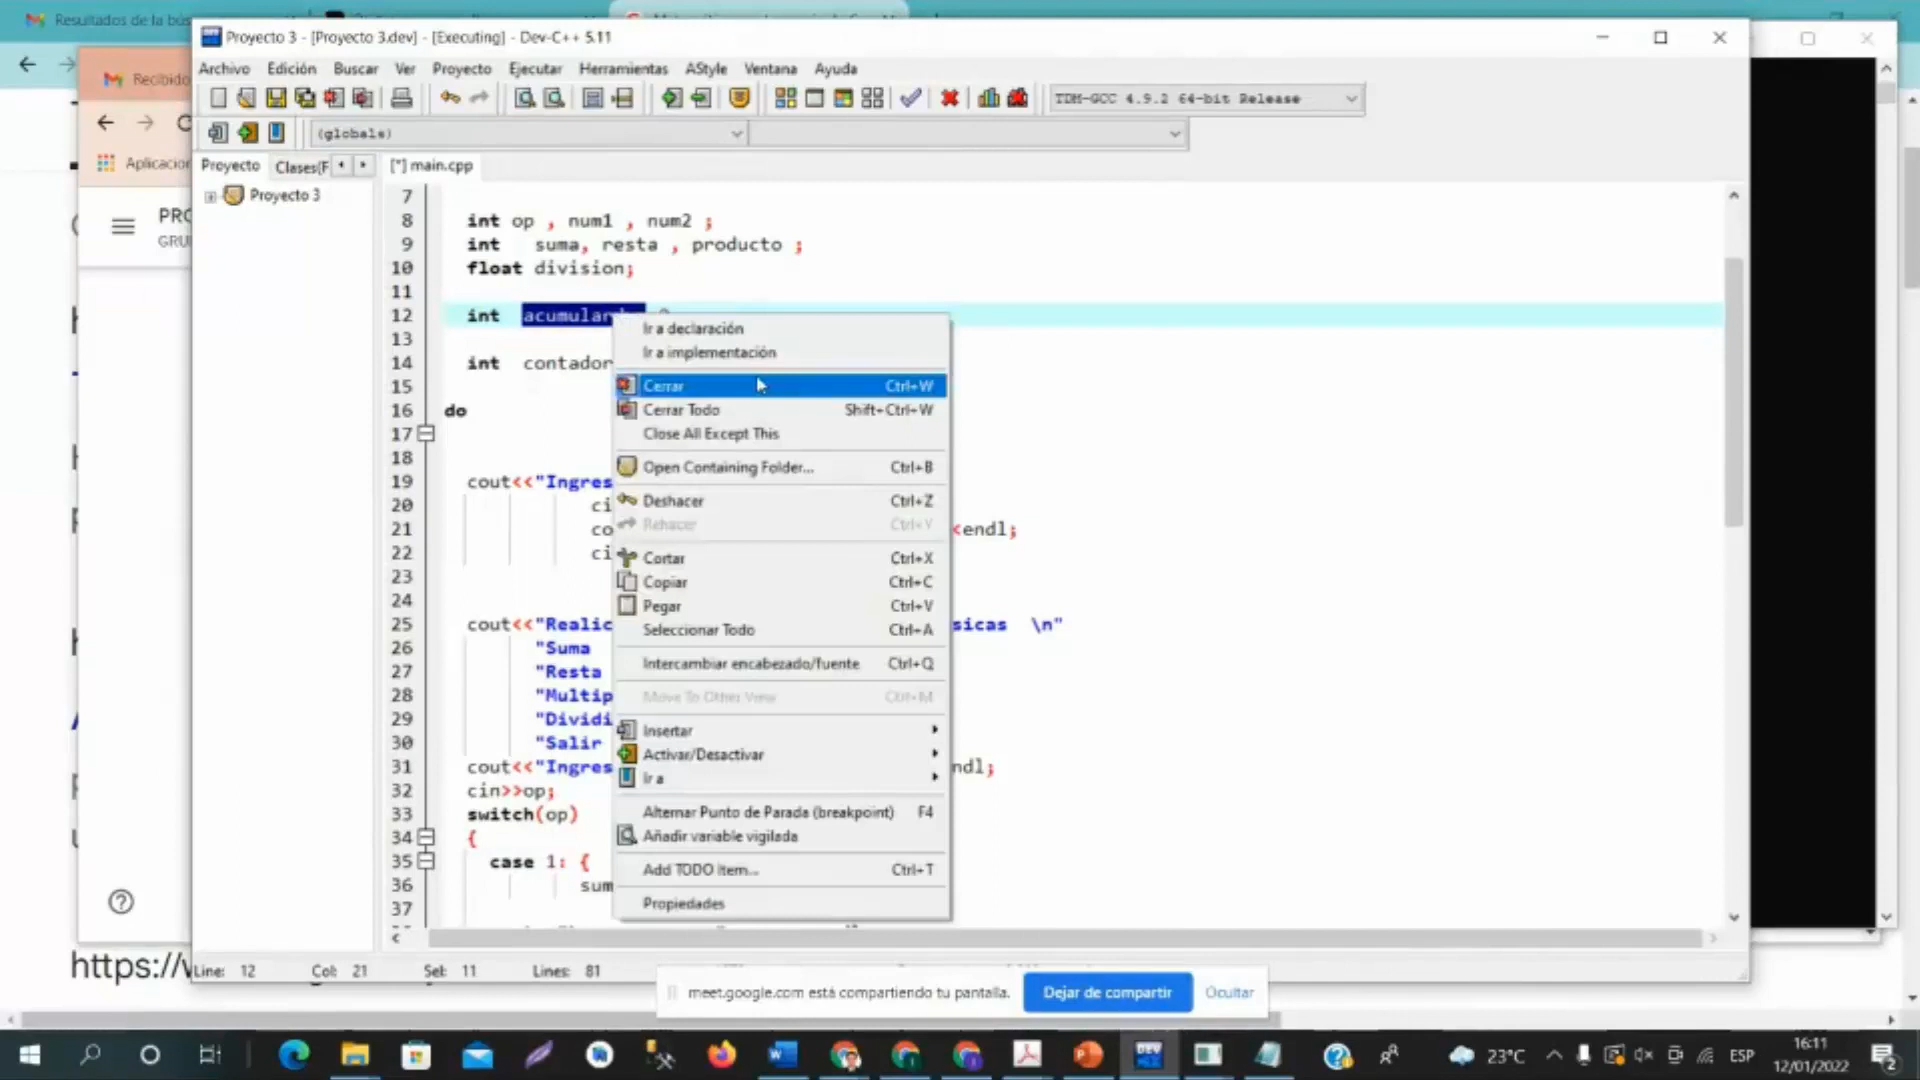 Resultados de la bús
Proyecto 3 - [Proyecto 3.dev] - [Executing] - Dev-C++ 5.11
Recibido
Archivo Edición Buscar Ver Proyecto Ejecutar Herramientas AStyle Ventana Ayuda
TDM-GCC 4.9.2 64-bit Release
(globals)
Aplicacion
Proyecto Clases(F
[*] main.cpp
Proyecto 3
PRO
GRU
7
8 int op , num1 , num2 ;
9 int suma, resta , producto ;
10 float division;
11
12 int acumulan
13
14 int contador
15
16 do
17
18
19 cout<<"Ingres
20 ci
21 co <endl;
22 ci
23
24
25 cout<<"Realic sicas \n"
26 "Suma
27 "Resta
28 "Multip
29 "Dividi
30 "Salir
31 cout<<"Ingres ndl;
32 cin>>op;
33 switch(op)
34 {
35 case 1: {
36 sum
37
Ir a declaración
Ir a implementación
Cerrar Ctrl+W
Cerrar Todo Shift+Ctrl+W
Close All Except This
Open Containing Folder... Ctrl+B
Deshacer Ctrl+Z
Rehacer Ctrl+Y
Cortar Ctrl+X
Copiar Ctrl+C
Pegar Ctrl+V
Seleccionar Todo Ctrl+A
Intercambiar encabezado/fuente Ctrl+Q
Move To Other View Ctrl+M
Insertar
Activar/Desactivar
Ir a
Alternar Punto de Parada (breakpoint) F4
Añadir variable vigilada
Add TODO Item... Ctrl+T
Propiedades
https://w
Line: 12 Col: 21 Sel: 11 Lines: 81
meet.google.com está compartiendo tu pantalla. Dejar de compartir Ocultar
23°C ESP 16:11
12/01/2022
2